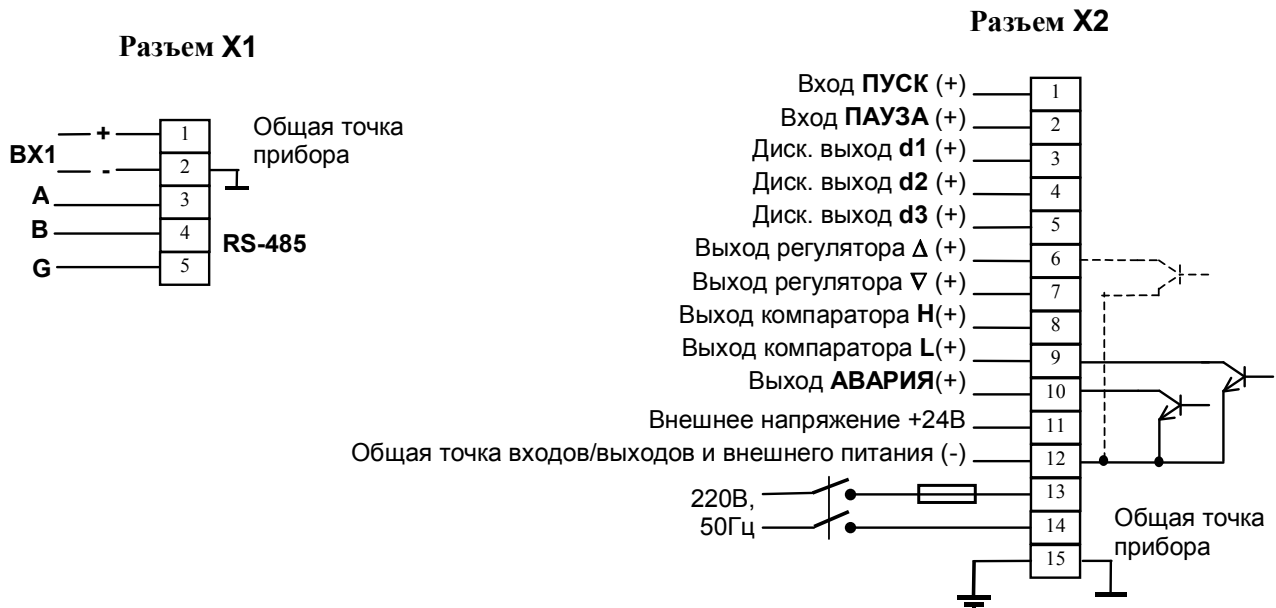 Разъем X2
Разъем X1
BX1
+
-
A
B
G
1
2
3
4
5
Общая точка
прибора
RS-485
Вход ПУСК (+)
1
Вход ПАУЗА (+)
2
Диск. выход d1 (+)
3
Диск. выход d2 (+)
4
Диск. выход d3 (+)
5
Выход регулятора Δ (+)
6
Выход регулятора ∇ (+)
7
Выход компаратора H(+)
8
Выход компаратора L(+)
9
Выход АВАРИЯ(+)
10
Внешнее напряжение +24В
11
Общая точка входов/выходов и внешнего питания (-)
12
220В,
13
50Гц
14
15
Общая точка
прибора